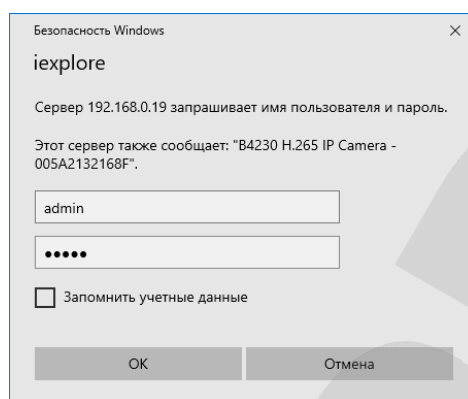 Безопасность Windows
iexplore
Сервер 192.168.0.19 запрашивает имя пользователя и пароль.
Этот сервер также сообщает: "B4230 H.265 IP Camera -
005A2132168F".
admin
●●●●●
Запомнить учетные данные
OK
Отмена